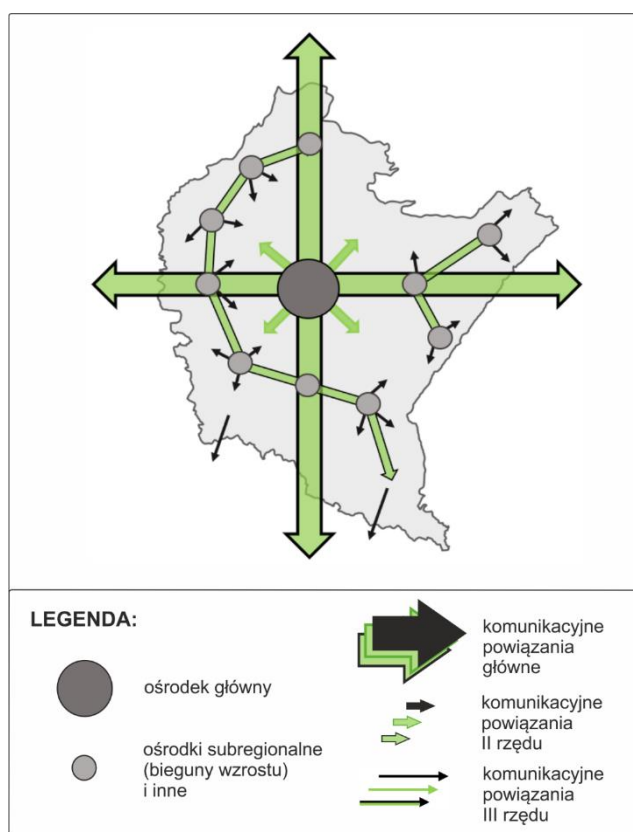 LEGENDA:
ośrodek główny
ośrodki subregionalne
(bieguny wzrostu)
i inne
komunikacyjne
powiązania
główne
komunikacyjne
powiązania
II rzędu
komunikacyjne
powiązania
III rzędu